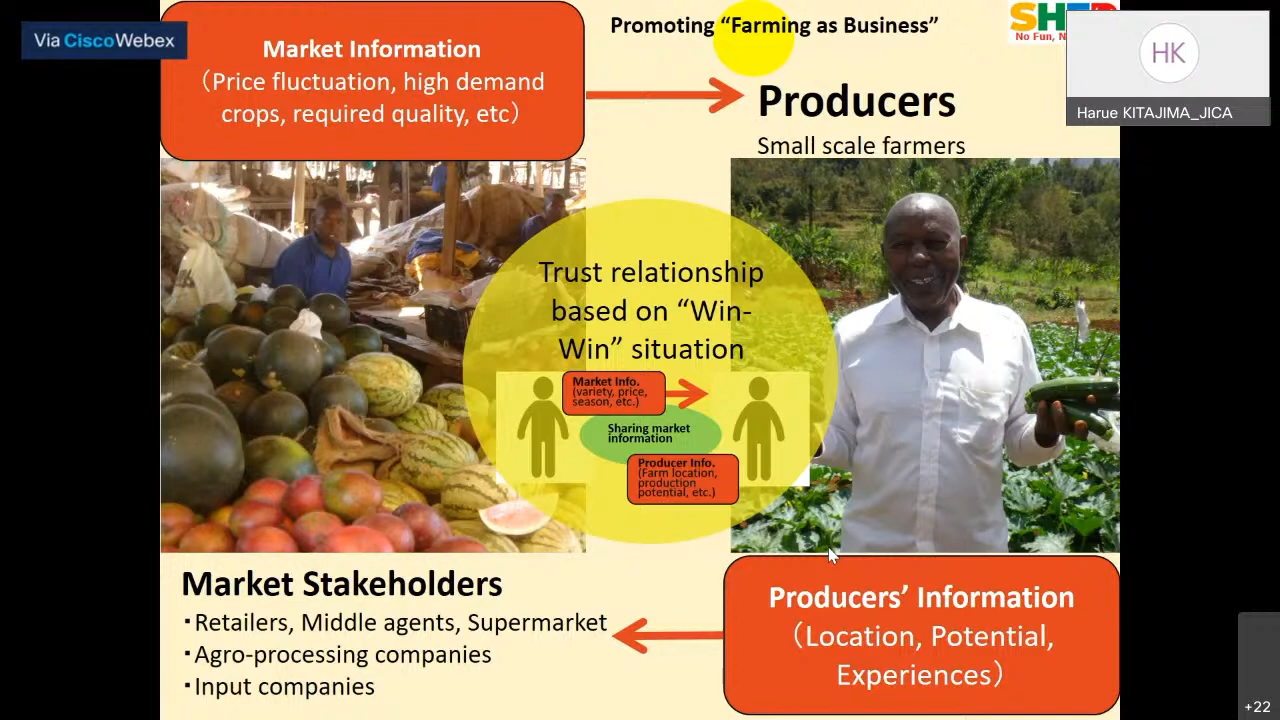 Via CiscoWebex
Market Information
（Price fluctuation, high demand
crops, required quality, etc）
Promoting “Farming as Business”
No Fun, N
HK
Harue KITAJIMA_JICA
Producers
Small scale farmers
Trust relationship
based on “Win-
Win” situation
Market Info.
(variety, price,
season, etc.)
Sharing market
information
Producer Info.
(Farm location,
production
potential, etc.)
Market Stakeholders
・Retailers, Middle agents, Supermarket
・Agro-processing companies
・Input companies
Producers’ Information
（Location, Potential,
Experiences）
+22